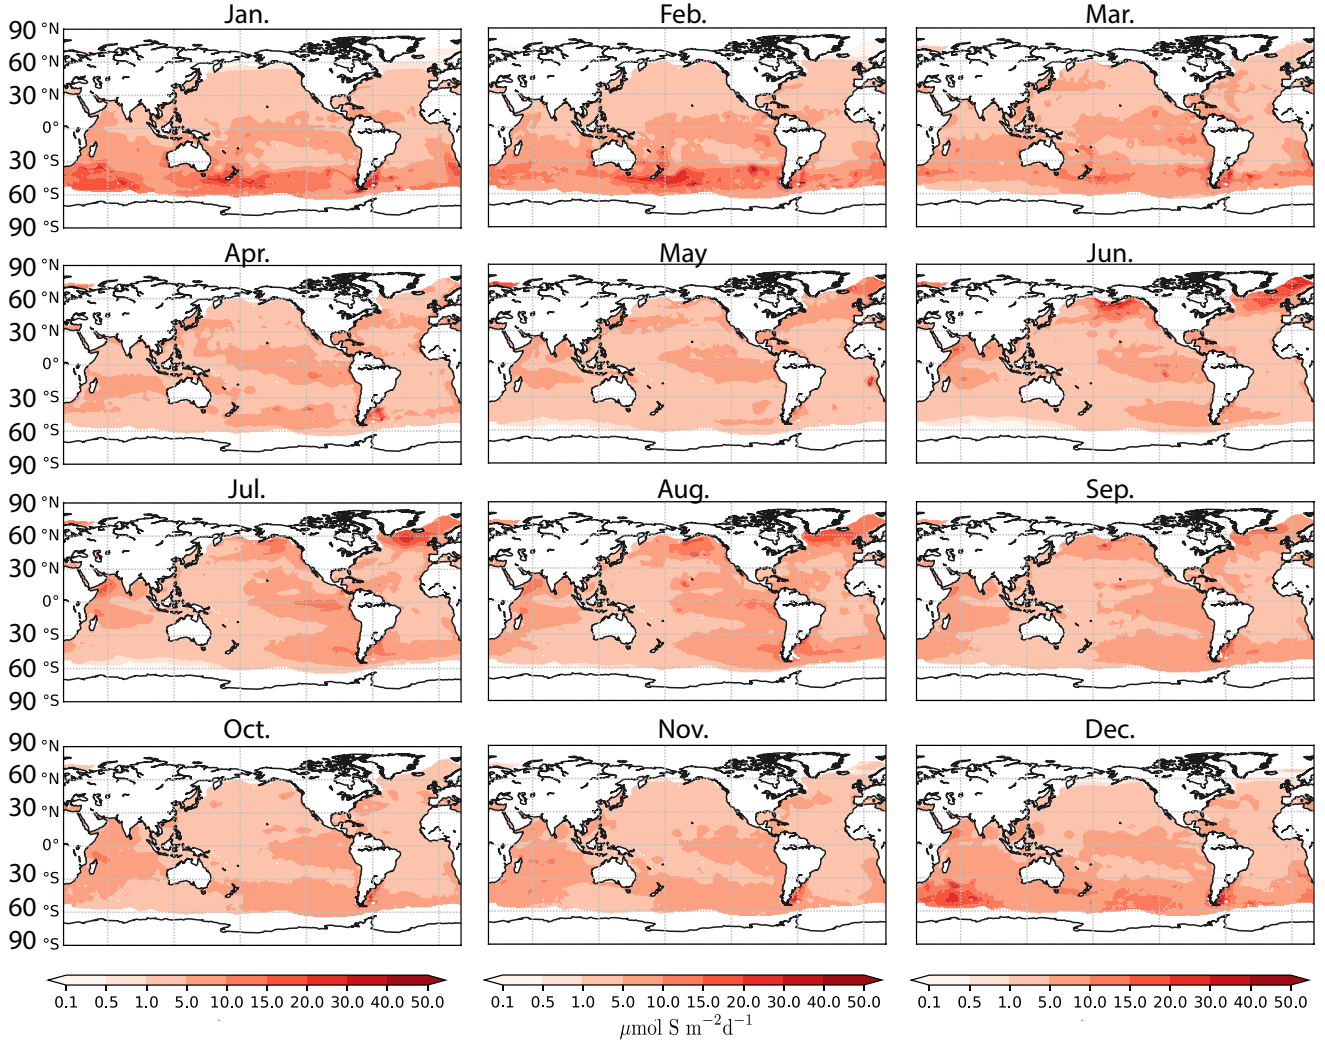 Jan. Feb. Mar.
90 °N
60 °N
30 °N
0°
30 °S
60 °S
90 °S
Apr. May Jun.
90 °N
60 °N
30 °N
0°
30 °S
60 °S
90 °S
Jul. Aug. Sep.
90 °N
60 °N
30 °N
0°
30 °S
60 °S
90 °S
Oct. Nov. Dec.
90 °N
60 °N
30 °N
0°
30 °S
60 °S
90 °S
0.1 0.5 1.0 5.0 10.0 15.0 20.0 30.0 40.0 50.0 0.1 0.5 1.0 5.0 10.0 15.0 20.0 30.0 40.0 50.0 0.1 0.5 1.0 5.0 10.0 15.0 20.0 30.0 40.0 50.0
μmol S m⁻²d⁻¹